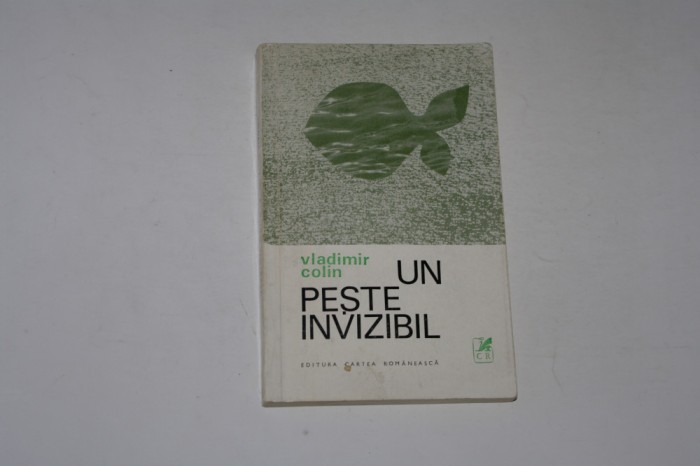 vladimir
colin
UN
PEȘTE
INVIZIBIL
EDITURA CARTEA ROMÂNEASCĂ
CR